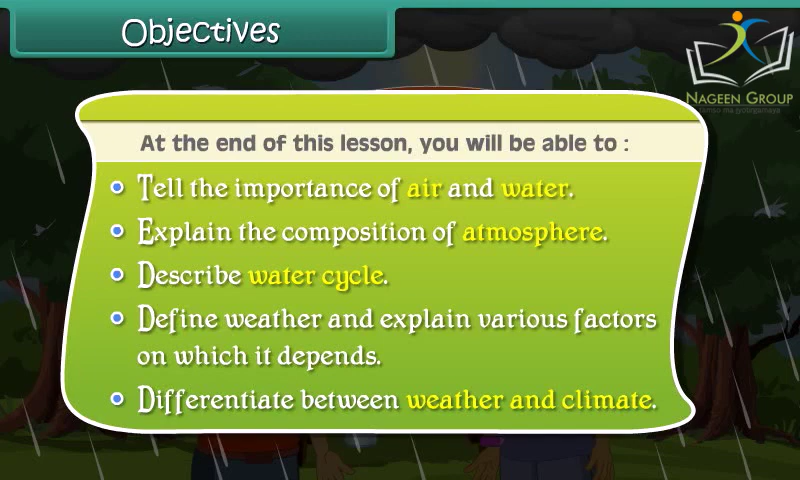 Objectives
NAGEEN GROUP
At the end of this lesson, you will be able to :
Tell the importance of air and water.
Explain the composition of atmosphere.
Describe water cycle.
Define weather and explain various factors
on which it depends.
Differentiate between weather and climate.